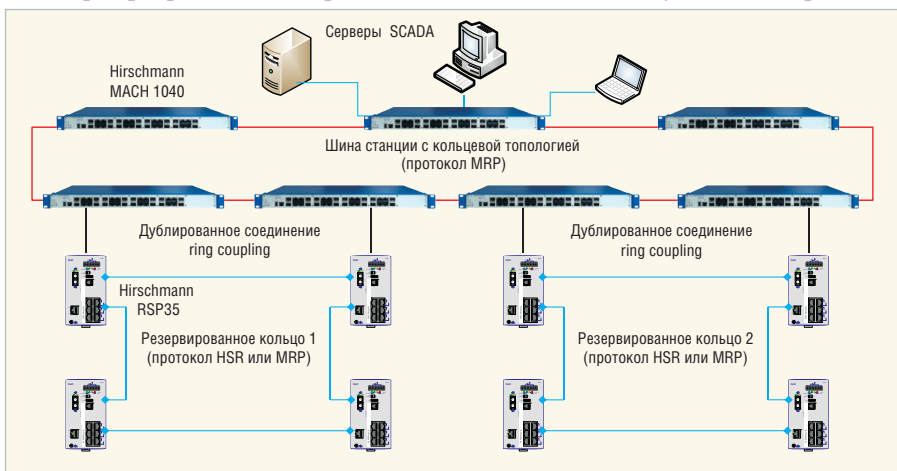 Серверы SCADA
Hirschmann
MACH 1040
Шина станции с кольцевой топологией
(протокол MRP)
Дублированное соединение
ring coupling
Дублированное соединение
ring coupling
Hirschmann
RSP35
Резервированное кольцо 1
(протокол HSR или MRP)
Резервированное кольцо 2
(протокол HSR или MRP)